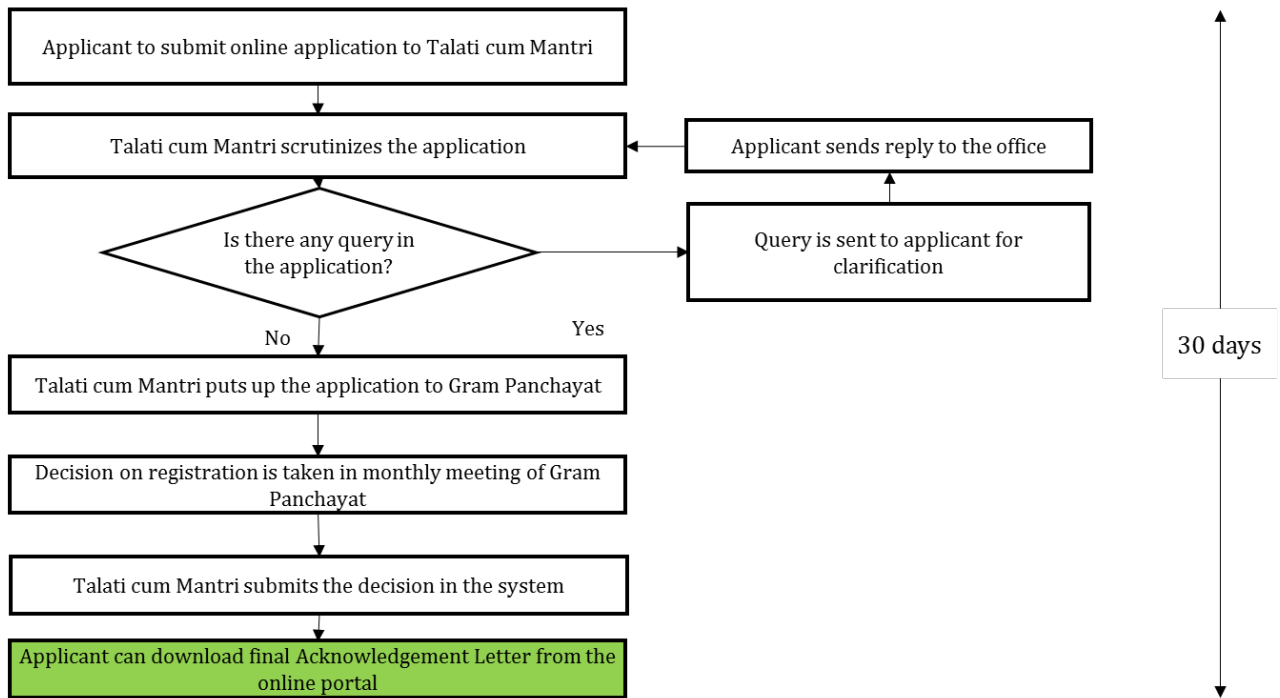 Applicant to submit online application to Talati cum Mantri
Talati cum Mantri scrutinizes the application
Applicant sends reply to the office
Is there any query in
the application?
Query is sent to applicant for
clarification
No
Yes
30 days
Talati cum Mantri puts up the application to Gram Panchayat
Decision on registration is taken in monthly meeting of Gram
Panchayat
Talati cum Mantri submits the decision in the system
Applicant can download final Acknowledgement Letter from the
online portal